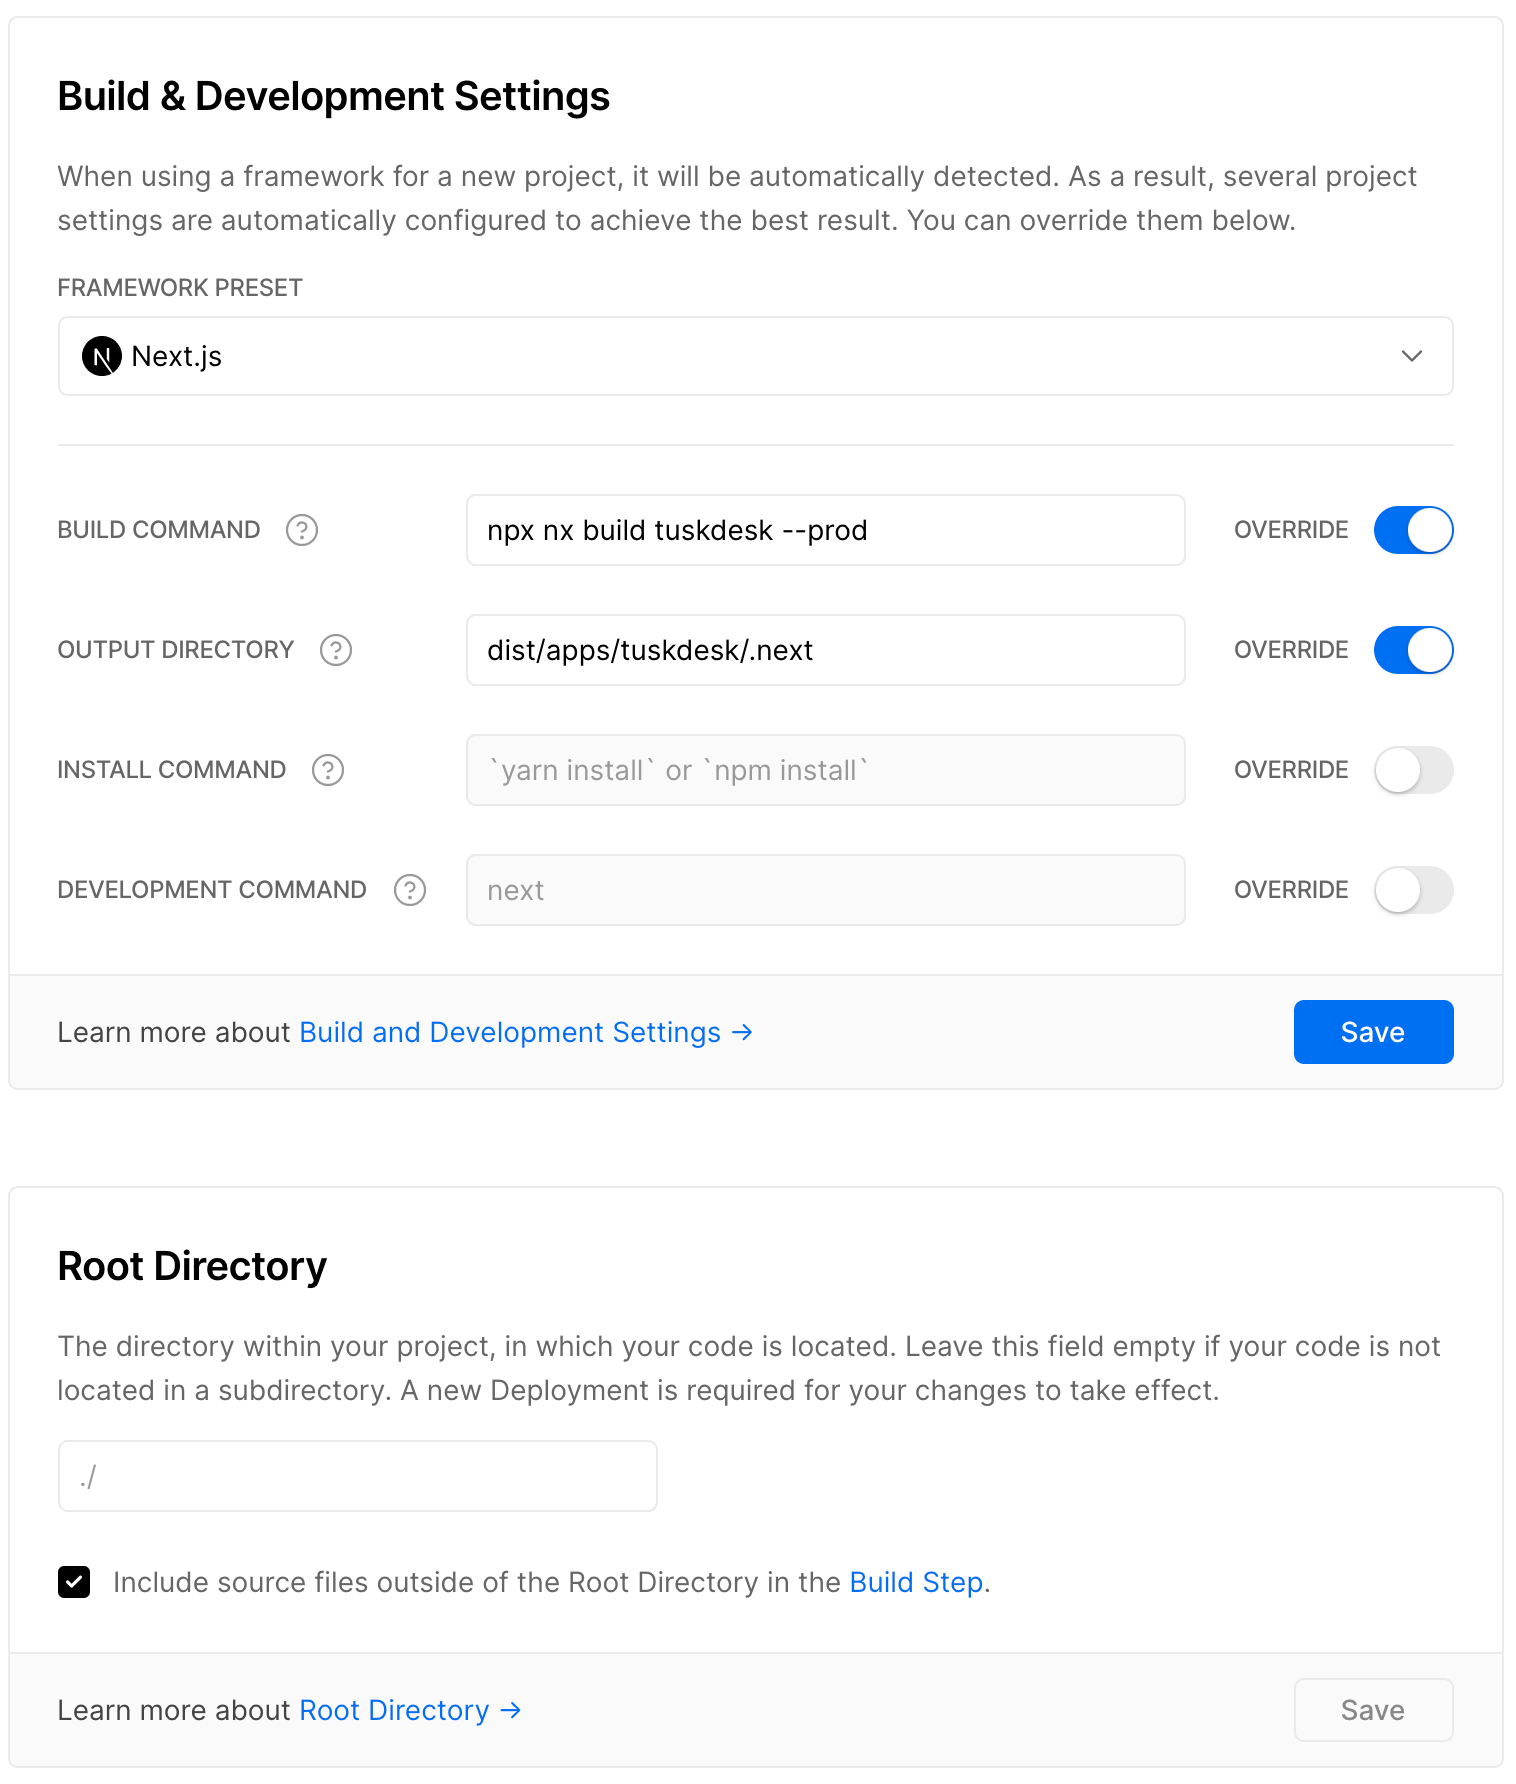 Build & Development Settings
When using a framework for a new project, it will be automatically detected. As a result, several project
settings are automatically configured to achieve the best result. You can override them below.
FRAMEWORK PRESET
N Next.js
BUILD COMMAND ? npx nx build tuskdesk --prod OVERRIDE
OUTPUT DIRECTORY ? dist/apps/tuskdesk/.next OVERRIDE
INSTALL COMMAND ? `yarn install` or `npm install` OVERRIDE
DEVELOPMENT COMMAND ? next OVERRIDE
Learn more about Build and Development Settings → Save
Root Directory
The directory within your project, in which your code is located. Leave this field empty if your code is not
located in a subdirectory. A new Deployment is required for your changes to take effect.
./
Include source files outside of the Root Directory in the Build Step.
Learn more about Root Directory → Save